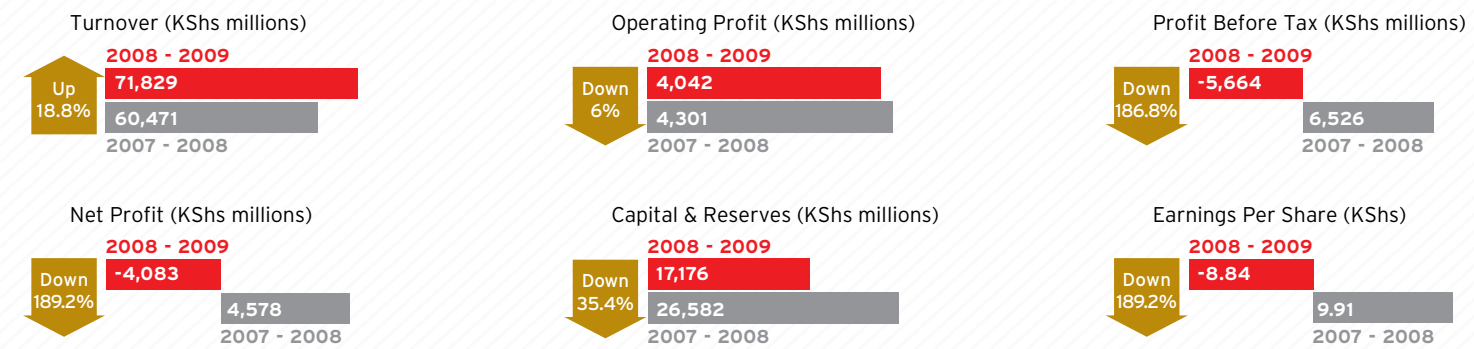 Turnover (KShs millions)
2008 - 2009
Up
18.8%
71,829
60,471
2007 - 2008
Operating Profit (KShs millions)
2008 - 2009
Down
6%
4,042
4,301
2007 - 2008
Profit Before Tax (KShs millions)
2008 - 2009
Down
186.8%
-5,664
6,526
2007 - 2008
Net Profit (KShs millions)
2008 - 2009
Down
189.2%
-4,083
4,578
2007 - 2008
Capital & Reserves (KShs millions)
2008 - 2009
Down
35.4%
17,176
26,582
2007 - 2008
Earnings Per Share (KShs)
2008 - 2009
Down
189.2%
-8.84
9.91
2007 - 2008